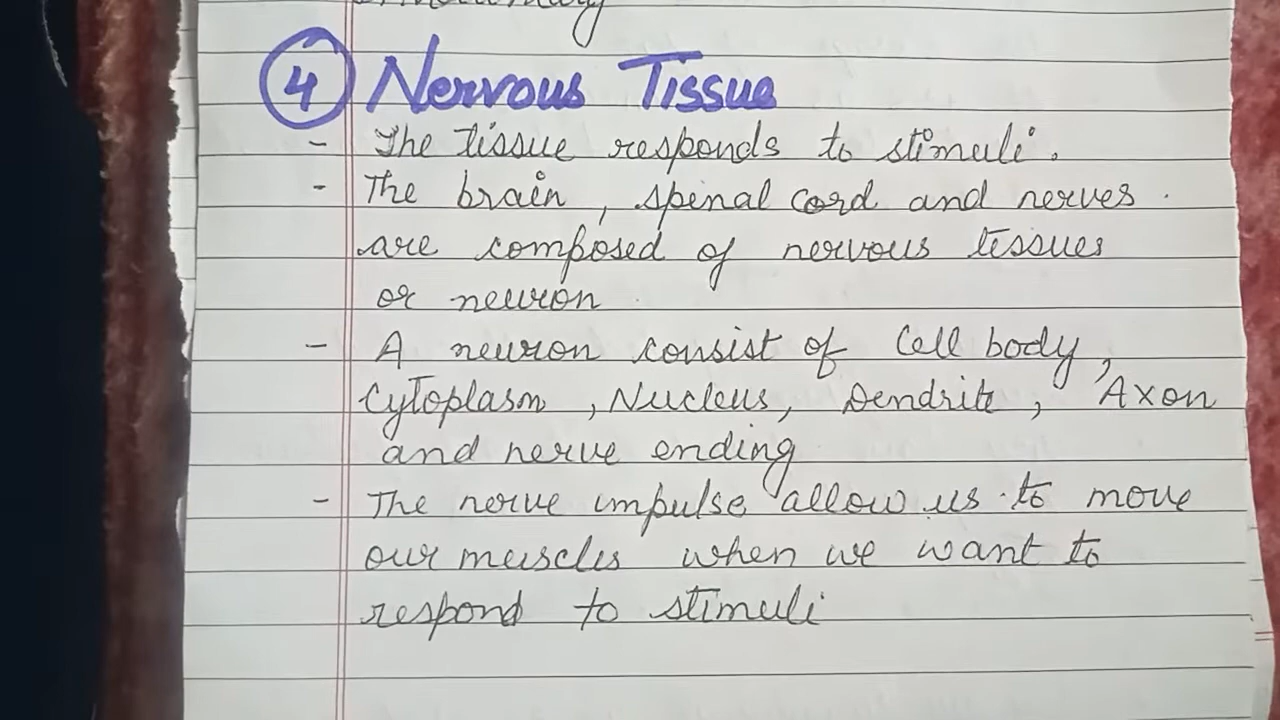 ④ Nervous Tissue
- The tissue responds to stimuli.
- The brain, spinal cord and nerves
are composed of nervous tissues
or neuron
- A neuron consist of Cell body,
Cytoplasm, Nucleus, Dendrite, Axon
and nerve ending
- The nerve impulse allow us to move
our muscles when we want to
respond to stimuli